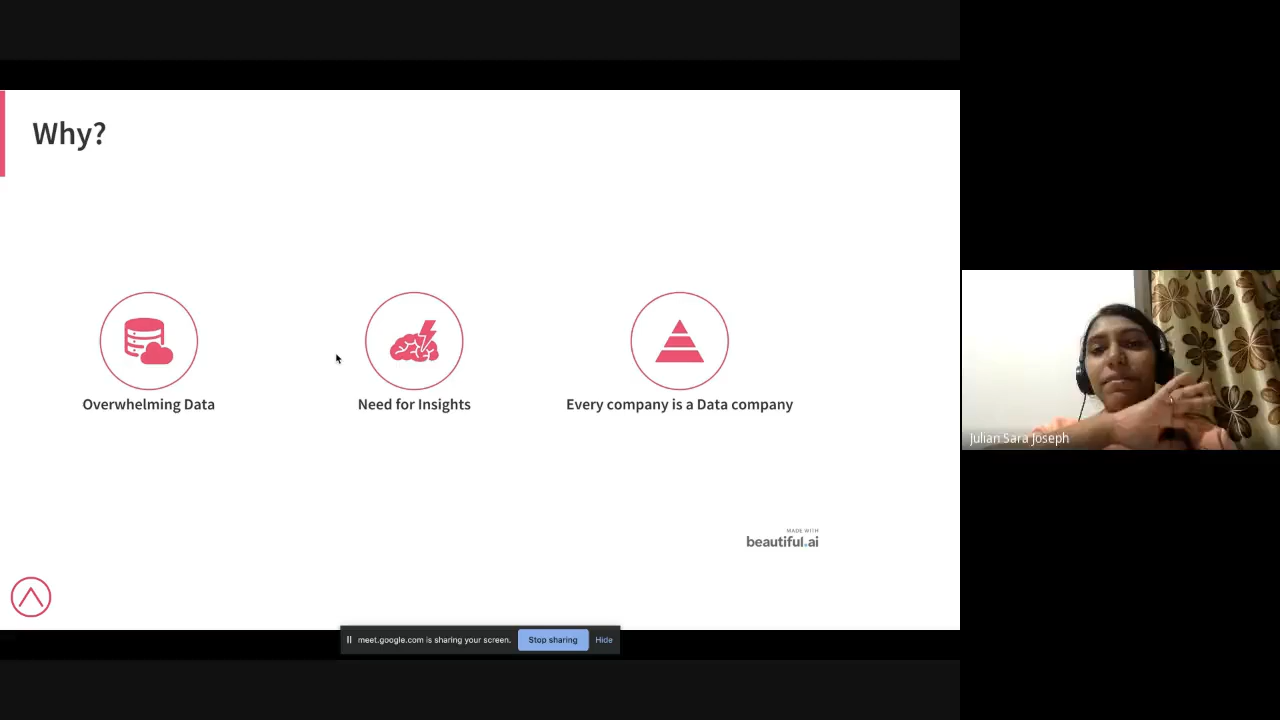 Why?
Overwhelming Data
Need for Insights
Every company is a Data company
MADE WITH
beautiful.ai
Julian Sara Joseph
meet.google.com is sharing your screen.
Stop sharing
Hide